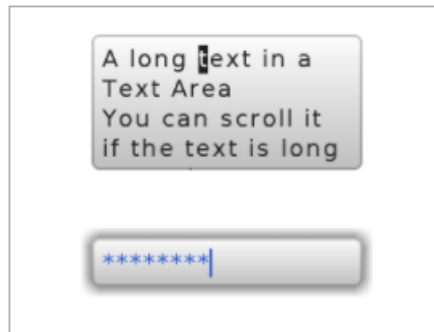 A long text in a
Text Area
You can scroll it
if the text is long
********